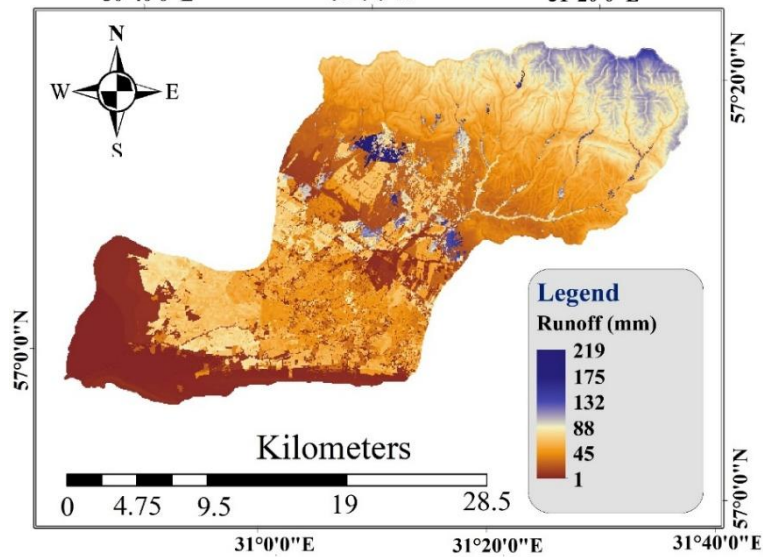 N
W E
S
57°20'0"N
57°0'0"N
Legend
Runoff (mm)
219
175
132
88
45
1
Kilometers
0 4.75 9.5 19 28.5
57°0'0"N
31°0'0"E 31°20'0"E 31°40'0"E